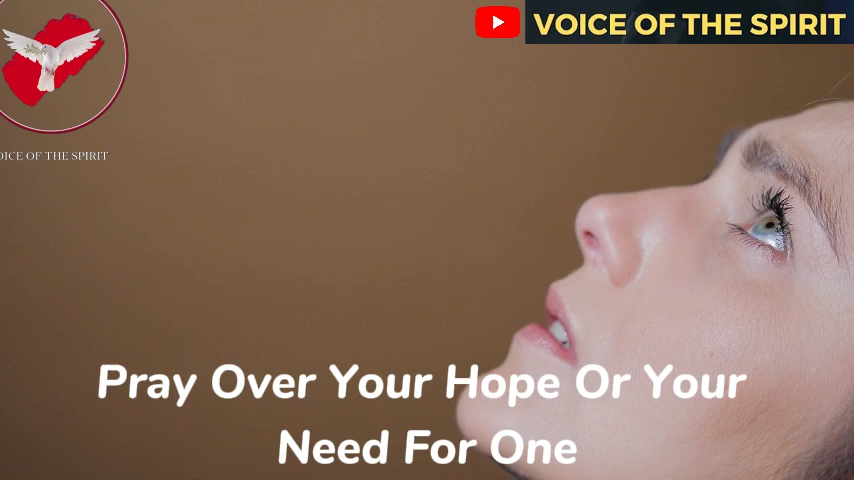 VOICE OF THE SPIRIT
OICE OF THE SPIRIT
Pray Over Your Hope Or Your
Need For One